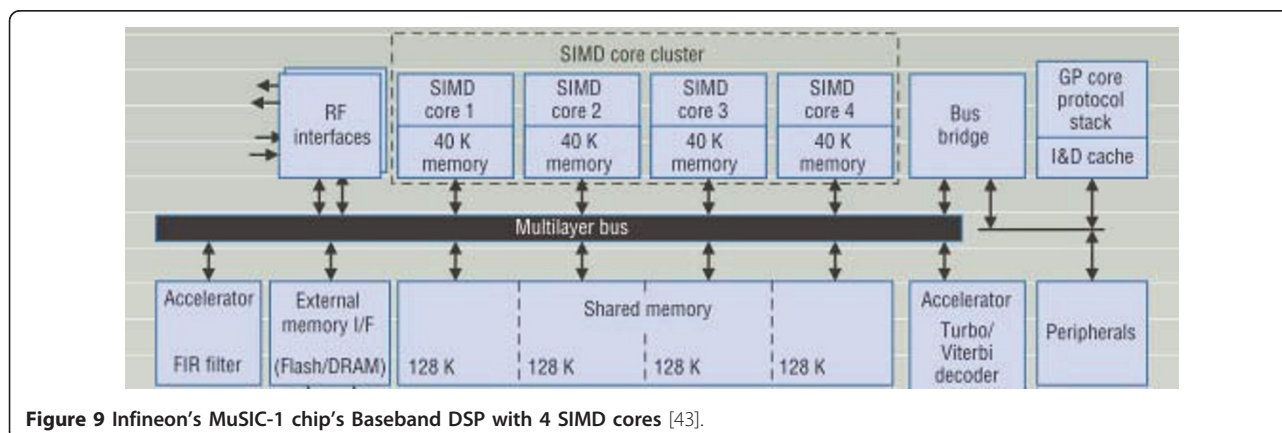 SIMD core cluster
RF
interfaces
SIMD
core 1
40 K
memory
SIMD
core 2
40 K
memory
SIMD
core 3
40 K
memory
SIMD
core 4
40 K
memory
Bus
bridge
GP core
protocol
stack
I&D cache
Multilayer bus
Accelerator
FIR filter
External
memory I/F
(Flash/DRAM)
Shared memory
128 K
128 K
128 K
128 K
Accelerator
Turbo/
Viterbi
decoder
Peripherals
Figure 9 Infineon's MuSIC-1 chip's Baseband DSP with 4 SIMD cores [43].